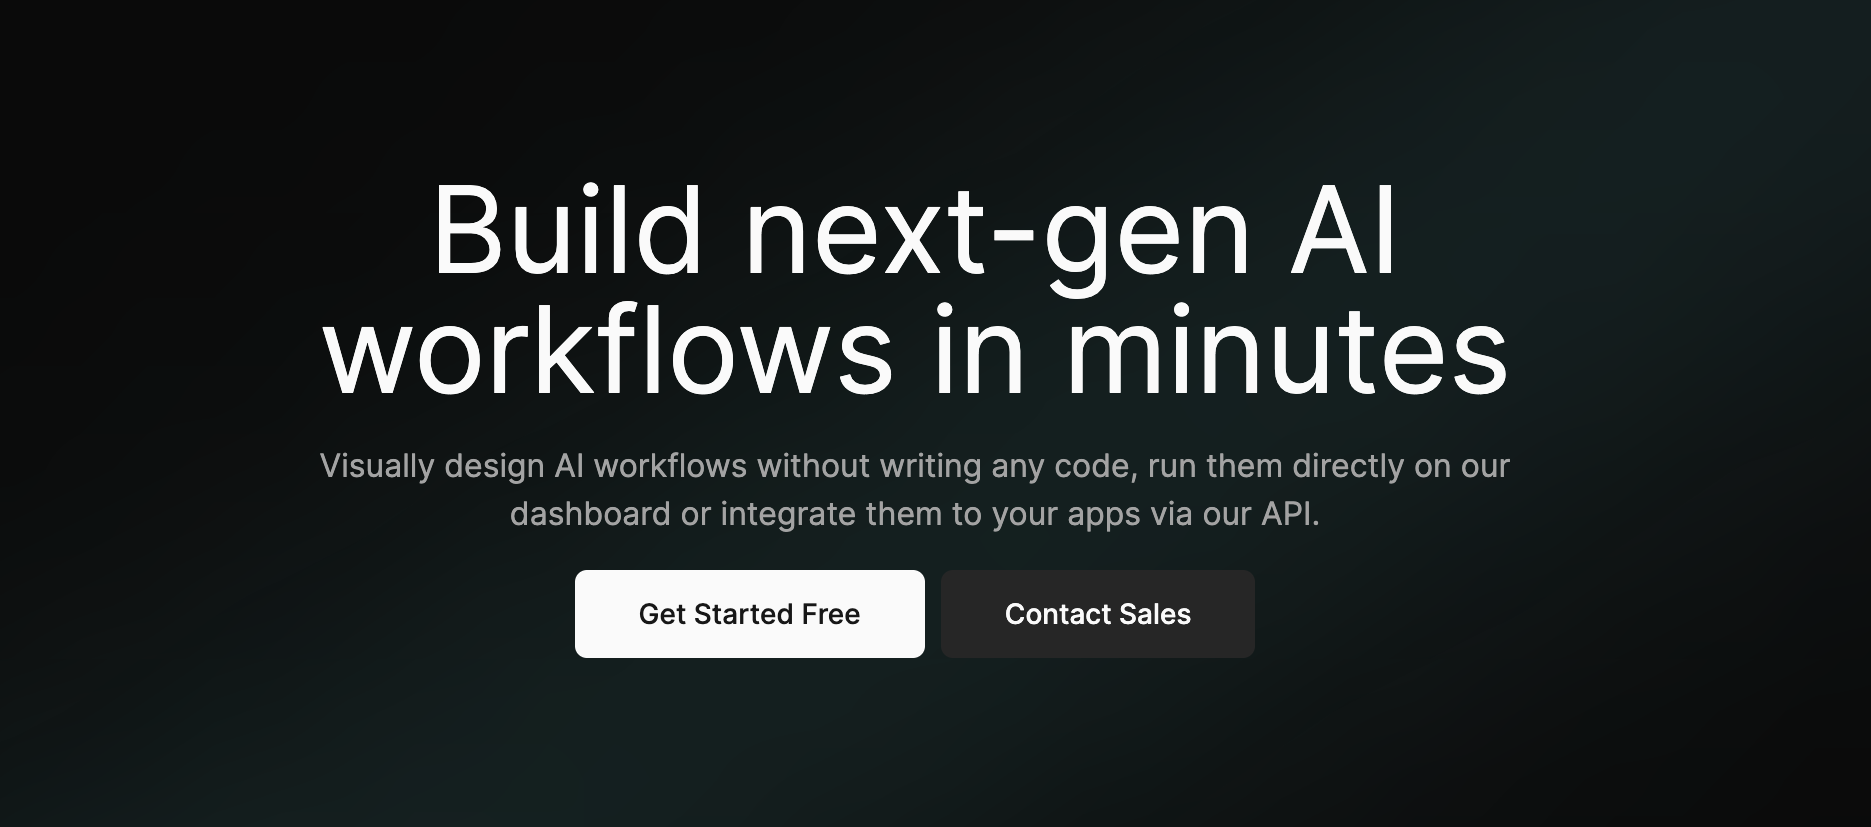 Build next-gen AI
workflows in minutes
Visually design AI workflows without writing any code, run them directly on our
dashboard or integrate them to your apps via our API.
Get Started Free
Contact Sales